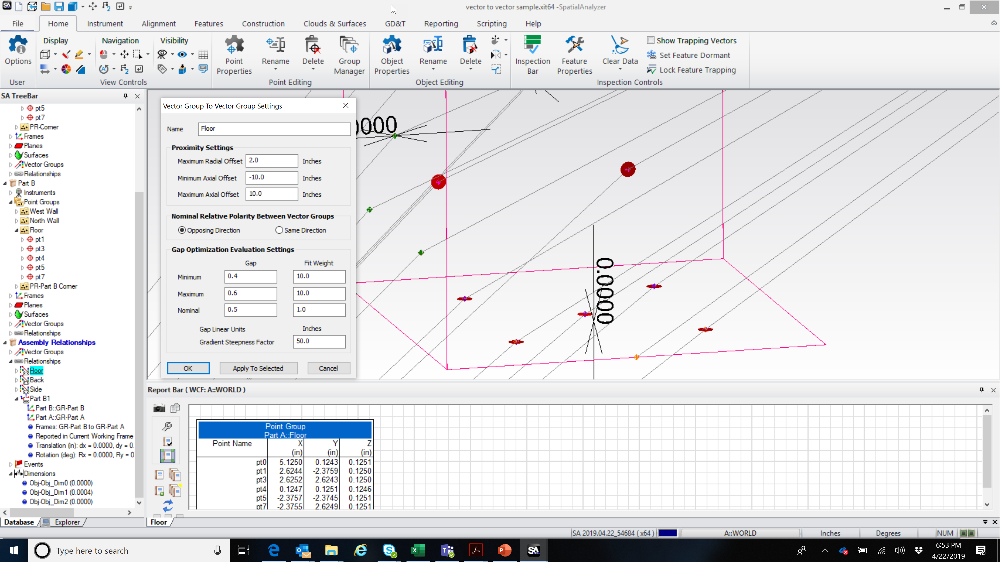 SA
vector to vector sample.xit64 - SpatialAnalyzer
File Home Instrument Alignment Features Construction Clouds & Surfaces GD&T Reporting Scripting Help
Display Navigation Visibility
Show Trapping Vectors
Set Feature Dormant
Lock Feature Trapping
Options Point Properties Rename Delete Group Manager Object Properties Rename Delete Inspection Bar Feature Properties Clear Data
User View Controls Point Editing Object Editing Inspection Controls
SA TreeBar
pt5
pt7
PR-Corner
Frames
Planes
Surfaces
Vector Groups
Relationships
Part B
Instruments
Point Groups
West Wall
North Wall
Floor
pt1
pt3
pt4
pt5
pt7
PR-Part B Corner
Frames
Planes
Surfaces
Vector Groups
Relationships
Assembly Relationships
Vector Groups
Relationships
Floor
Back
Side
Part B1
Part B::GR-Part B
Part A::GR-Part A
Frames: GR-Part B to GR-Part A
Reported in Current Working Frame
Translation (in): dx = 0.0000, dy = 0.
Rotation (deg): Rx = 0.0000, Ry = 0
Events
Dimensions
Obj-Obj_Dim0 (0.0000)
Obj-Obj_Dim1 (0.0004)
Obj-Obj_Dim2 (0.0000)
Database Explorer
Vector Group To Vector Group Settings
Name Floor
Proximity Settings
Maximum Radial Offset 2.0 Inches
Minimum Axial Offset -10.0 Inches
Maximum Axial Offset 10.0 Inches
Nominal Relative Polarity Between Vector Groups
Opposing Direction Same Direction
Gap Optimization Evaluation Settings
Gap Fit Weight
Minimum 0.4 10.0
Maximum 0.6 10.0
Nominal 0.5 1.0
Gap Linear Units Inches
Gradient Steepness Factor 50.0
OK Apply To Selected Cancel
0000
0.0000
Report Bar ( WCF: A::WORLD )
Point Group
Part A::Floor
Point Name X Y Z
(in) (in) (in)
pt0 5.1250 0.1243 0.1251
pt1 2.6244 -2.3759 0.1250
pt3 2.6252 2.6243 0.1250
pt4 0.1247 0.1251 0.1246
pt5 -2.3757 -2.3745 0.1251
pt7 -2.3755 2.6249 0.1251
Floor
SA 2019.04.22_54684 ( x64 ) A::WORLD Inches Degrees NUM
Type here to search
SA
6:53 PM
4/22/2019